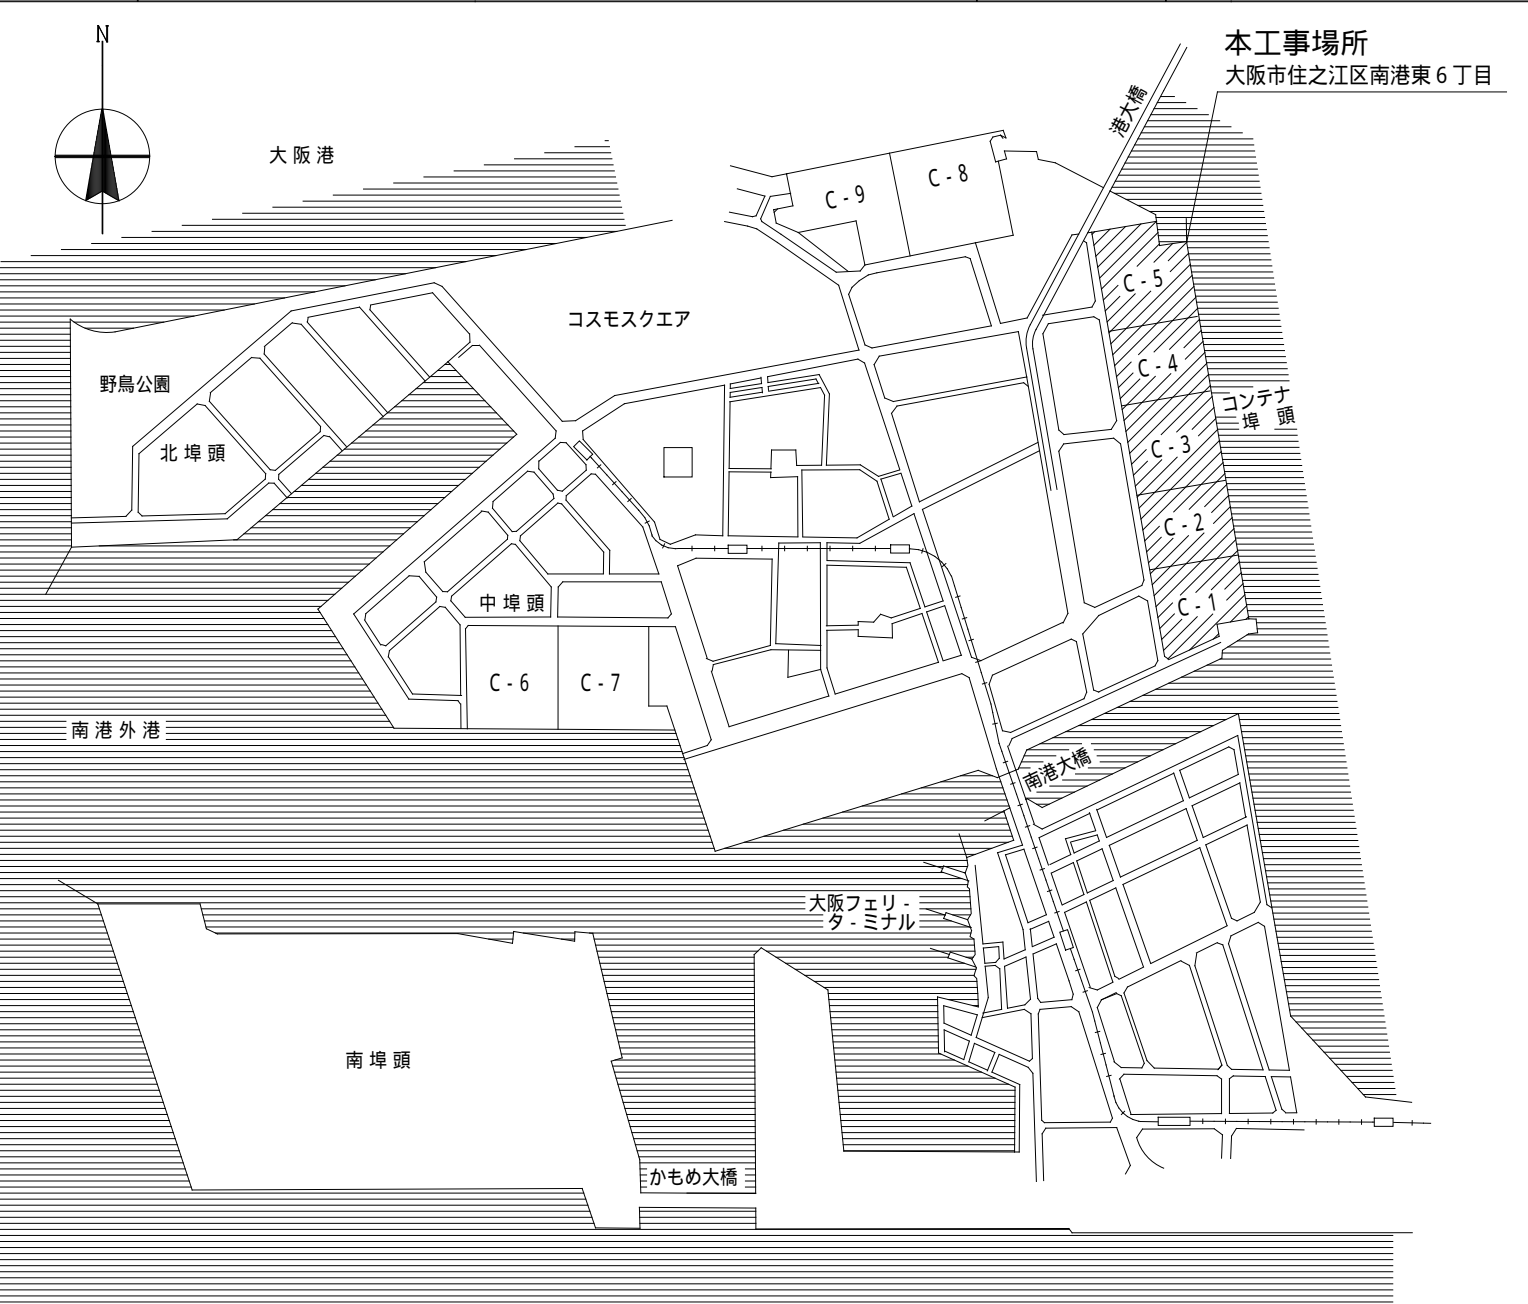 N
本工事場所
大阪市住之江区南港東６丁目
港大橋
大阪港
C-8
C-9
C-5
コスモスクエア
C-4
野鳥公園
コンテナ
埠 頭
北埠頭
C-3
C-2
中埠頭
C-1
C-6
C-7
南港外港
南港大橋
大阪フェリ-
タ-ミナル
南埠頭
かもめ大橋